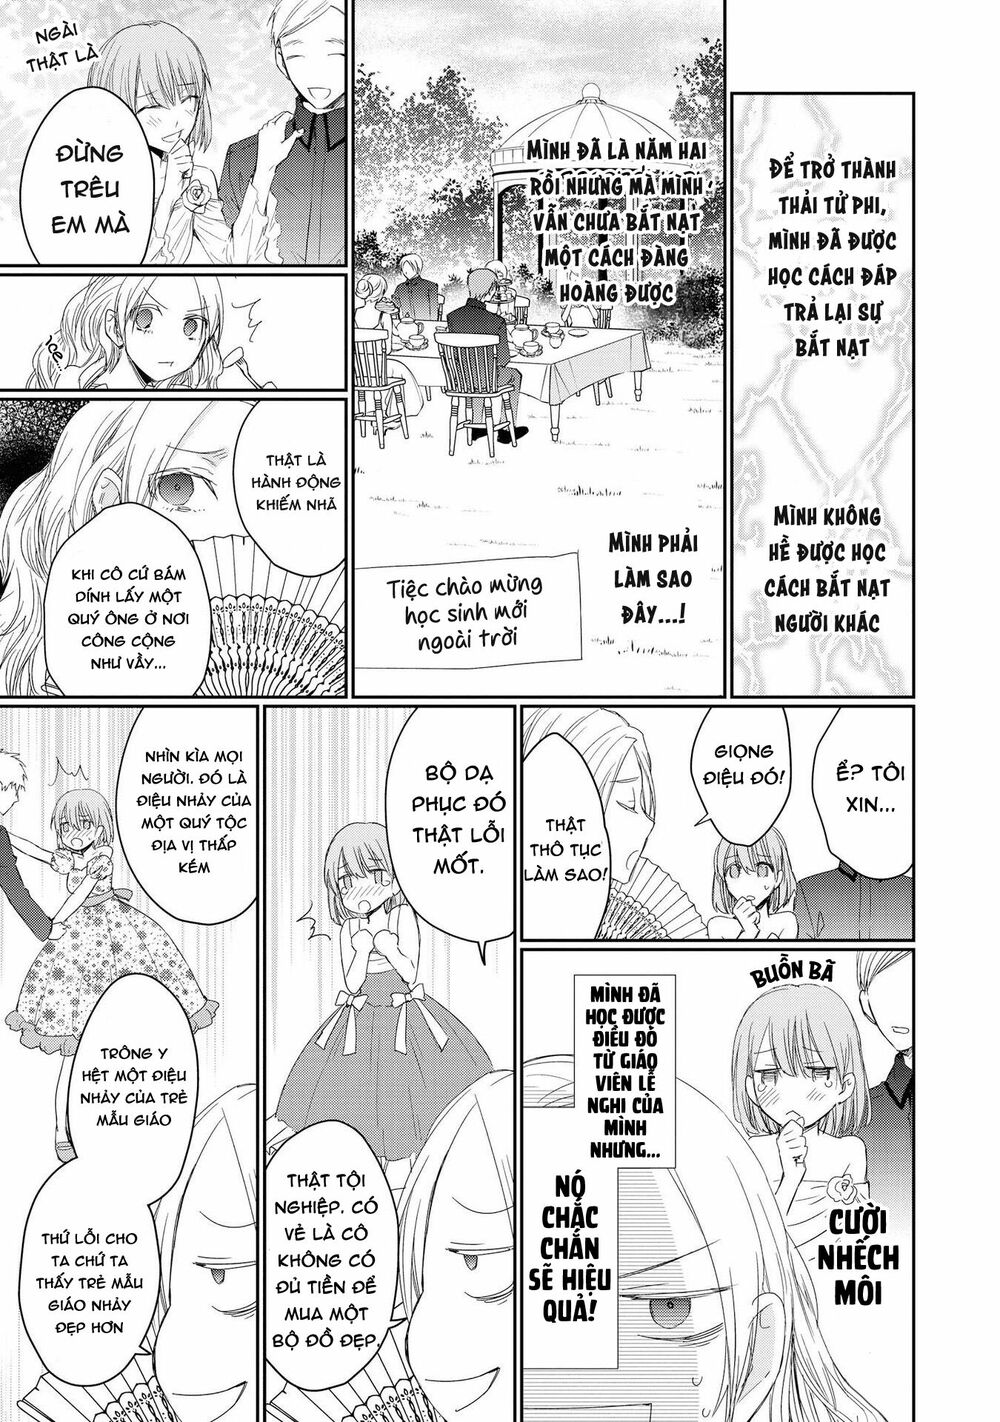 ĐỂ TRỞ THÀNH
THÁI TỬ PHI,
MÌNH ĐÃ ĐƯỢC
HỌC CÁCH ĐÁP
TRẢ LẠI SỰ
BẮT NẠT
MÌNH KHÔNG
HỀ ĐƯỢC HỌC
CÁCH BẮT NẠT
NGƯỜI KHÁC
MÌNH ĐÃ LÀ NĂM HAI
RỒI NHƯNG MÀ MÌNH
VẪN CHƯA BẮT NẠT
MỘT CÁCH ĐÀNG
HOÀNG ĐƯỢC
MÌNH PHẢI
LÀM SAO
ĐÂY...!
Tiệc chào mừng
học sinh mới
ngoài trời
NGÀI
THẬT LÀ
ĐỪNG
TRÊU
EM MÀ
THẬT LÀ
HÀNH ĐỘNG
KHIẾM NHÃ
KHI CÔ CỨ BÁM
DÍNH LẤY MỘT
QUÝ ÔNG Ở NƠI
CÔNG CỘNG
NHƯ VẦY...
Ể? TÔI
XIN...
GIỌNG
ĐIỆU ĐÓ!
THẬT
THÔ TỤC
LÀM SAO!
BUỒN BÃ
MÌNH ĐÃ
HỌC ĐƯỢC
ĐIỀU ĐÓ
TỪ GIÁO
VIÊN LỄ
NGHI CỦA
MÌNH
NHƯNG...
NÓ
CHẮC
CHẮN
SẼ HIỆU
QUẢ!
CƯỜI
NHẾCH
MÔI
BỘ DẠ
PHỤC ĐÓ
THẬT LỖI
MỐT.
THẬT TỘI
NGHIỆP. CÓ
VẺ LÀ CÔ
KHÔNG CÓ
ĐỦ TIỀN ĐỂ
MUA MỘT
BỘ ĐỒ ĐẸP.
NHÌN KÌA MỌI
NGƯỜI. ĐÓ LÀ
ĐIỆU NHẢY CỦA
MỘT QUÝ TỘC
ĐỊA VỊ THẤP
KÉM
TRÔNG Y
HỆT MỘT ĐIỆU
NHẢY CỦA TRẺ
MẪU GIÁO
THỨ LỖI CHO
TA CHỨ TA
THẤY TRẺ MẪU
GIÁO NHẢY
ĐẸP HƠN